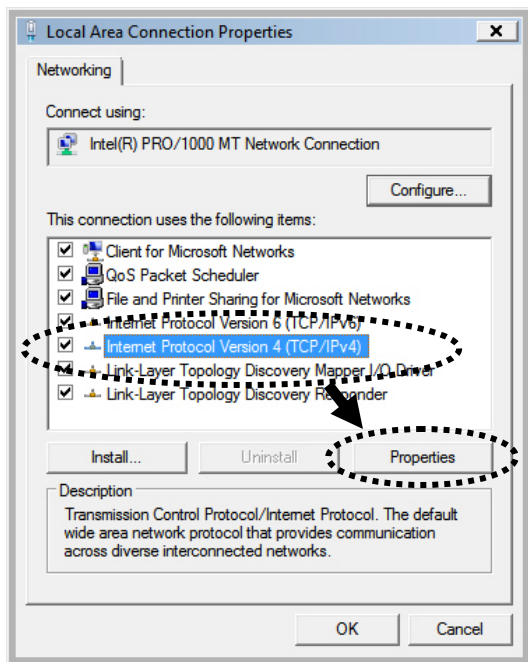 Local Area Connection Properties
Networking
Connect using:
Intel(R) PRO/1000 MT Network Connection
Configure...
This connection uses the following items:
Client for Microsoft Networks
QoS Packet Scheduler
File and Printer Sharing for Microsoft Networks
Internet Protocol Version 6 (TCP/IPv6)
Internet Protocol Version 4 (TCP/IPv4)
Link-Layer Topology Discovery Mapper I/O Driver
Link-Layer Topology Discovery Responder
Install...
Uninstall
Properties
Description
Transmission Control Protocol/Internet Protocol. The default
wide area network protocol that provides communication
across diverse interconnected networks.
OK
Cancel